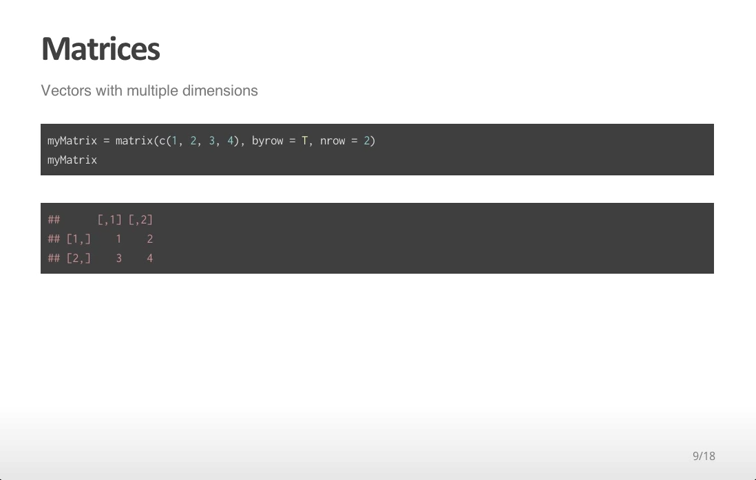 Matrices
Vectors with multiple dimensions
myMatrix = matrix(c(1, 2, 3, 4), byrow = T, nrow = 2)
myMatrix
##      [,1] [,2]
## [1,]    1    2
## [2,]    3    4
9/18